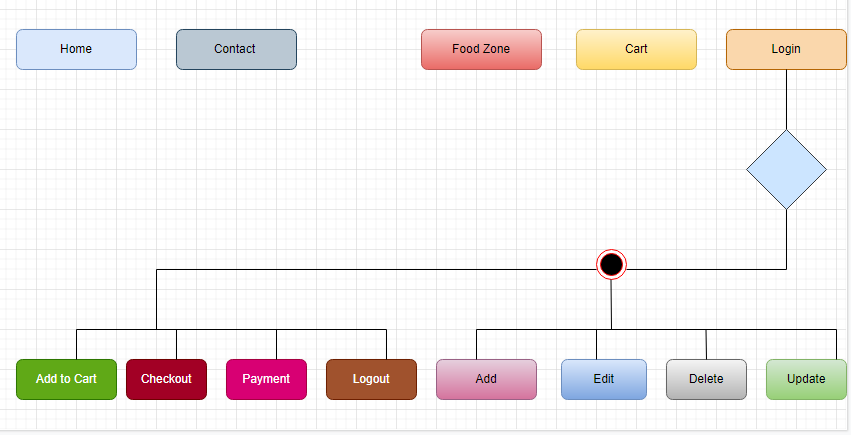 Home
Contact
Food Zone
Cart
Login
Add to Cart
Checkout
Payment
Logout
Add
Edit
Delete
Update